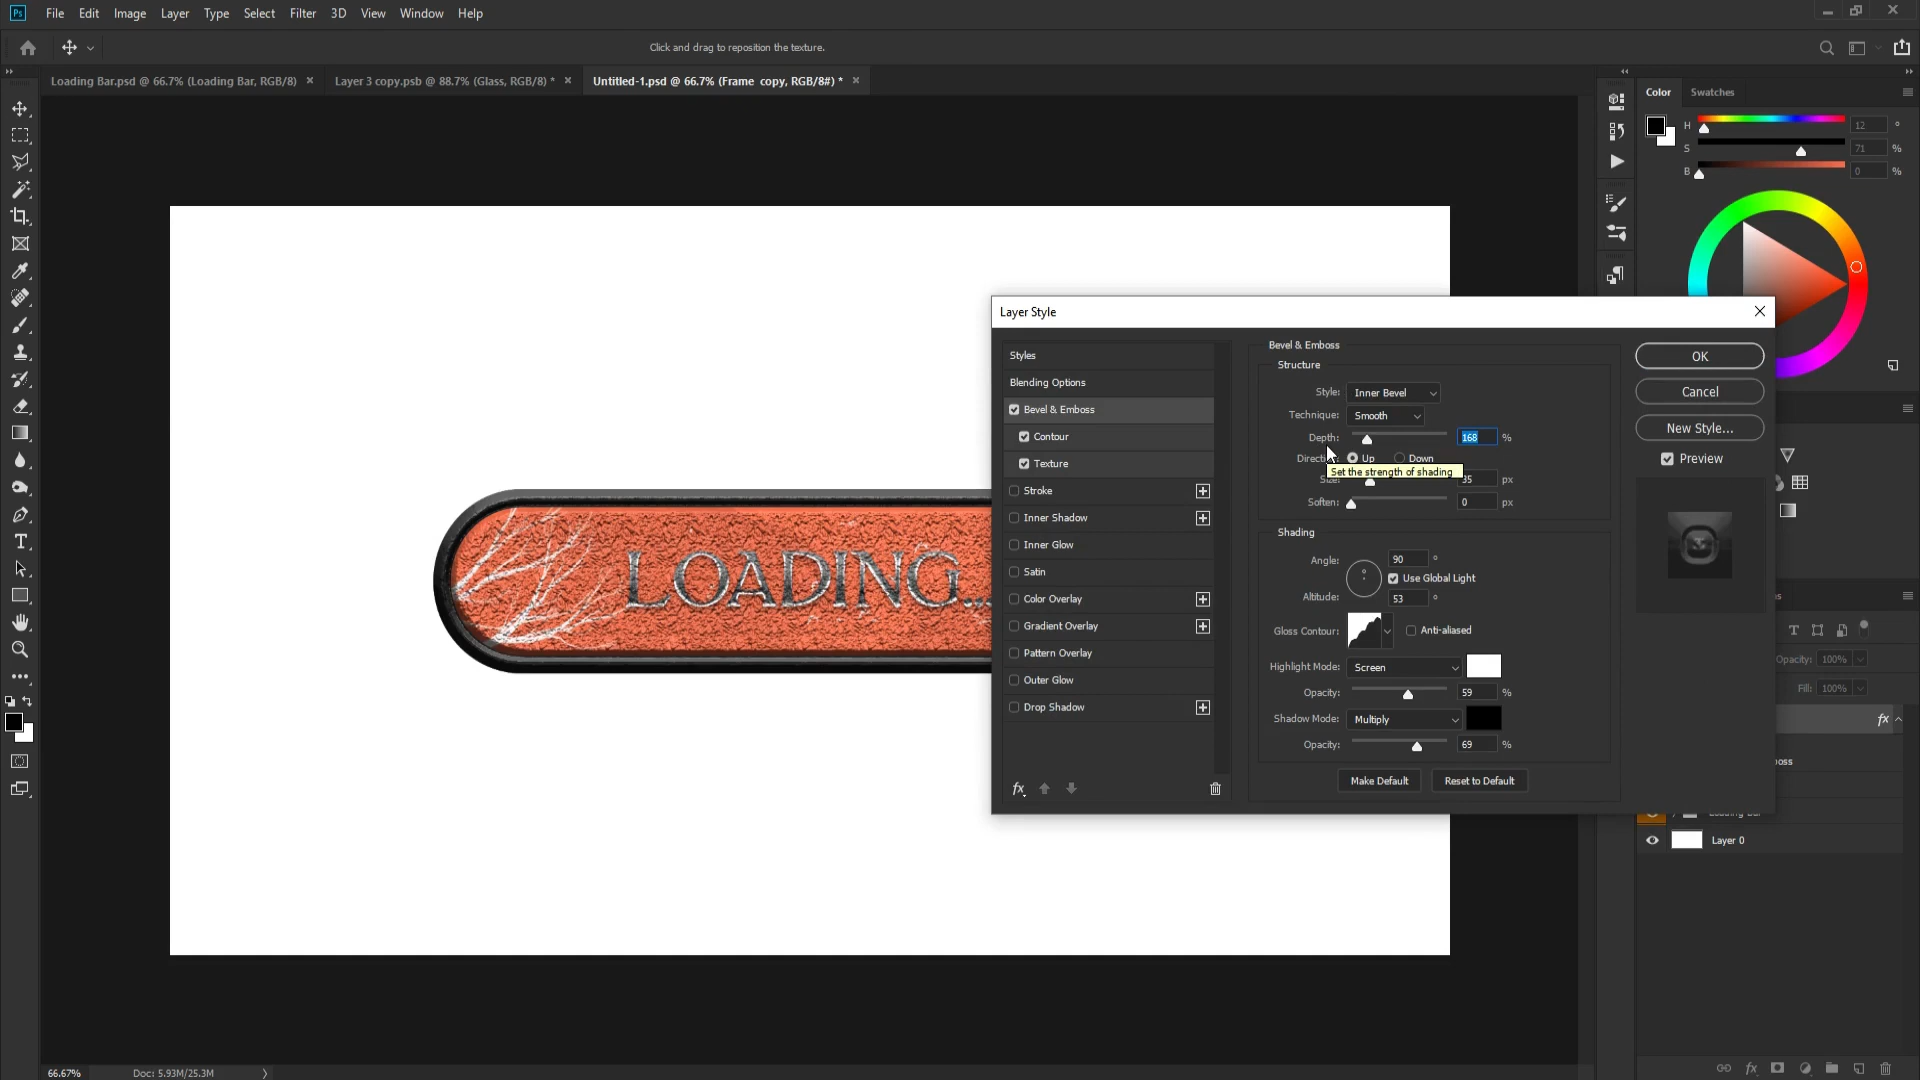 Ps File Edit Image Layer Type Select Filter 3D View Window Help
Click and drag to reposition the texture.
Loading Bar.psd @ 66.7% (Loading Bar, RGB/8) × Layer 3 copy.psb @ 88.7% (Glass, RGB/8) * × Untitled-1.psd @ 66.7% (Frame copy, RGB/8#) * ×
Color Swatches
H 12 °
S 71 %
B 0 %
Layer Style
Styles
Blending Options
Bevel & Emboss
Contour
Texture
Stroke
Inner Shadow
Inner Glow
Satin
Color Overlay
Gradient Overlay
Pattern Overlay
Outer Glow
Drop Shadow
fx
Bevel & Emboss
Structure
Style: Inner Bevel
Technique: Smooth
Depth: 168 %
Up Down
Set the strength of shading
35 px
Soften: 0 px
Shading
Angle: 90 °
Use Global Light
Altitude: 53 °
Gloss Contour: Anti-aliased
Highlight Mode: Screen
Opacity: 59 %
Shadow Mode: Multiply
Opacity: 69 %
Make Default Reset to Default
OK
Cancel
New Style...
Preview
LOADING...
Opacity: 100%
Fill: 100%
fx
Layer 0
66.67% Doc: 5.93M/25.3M
fx